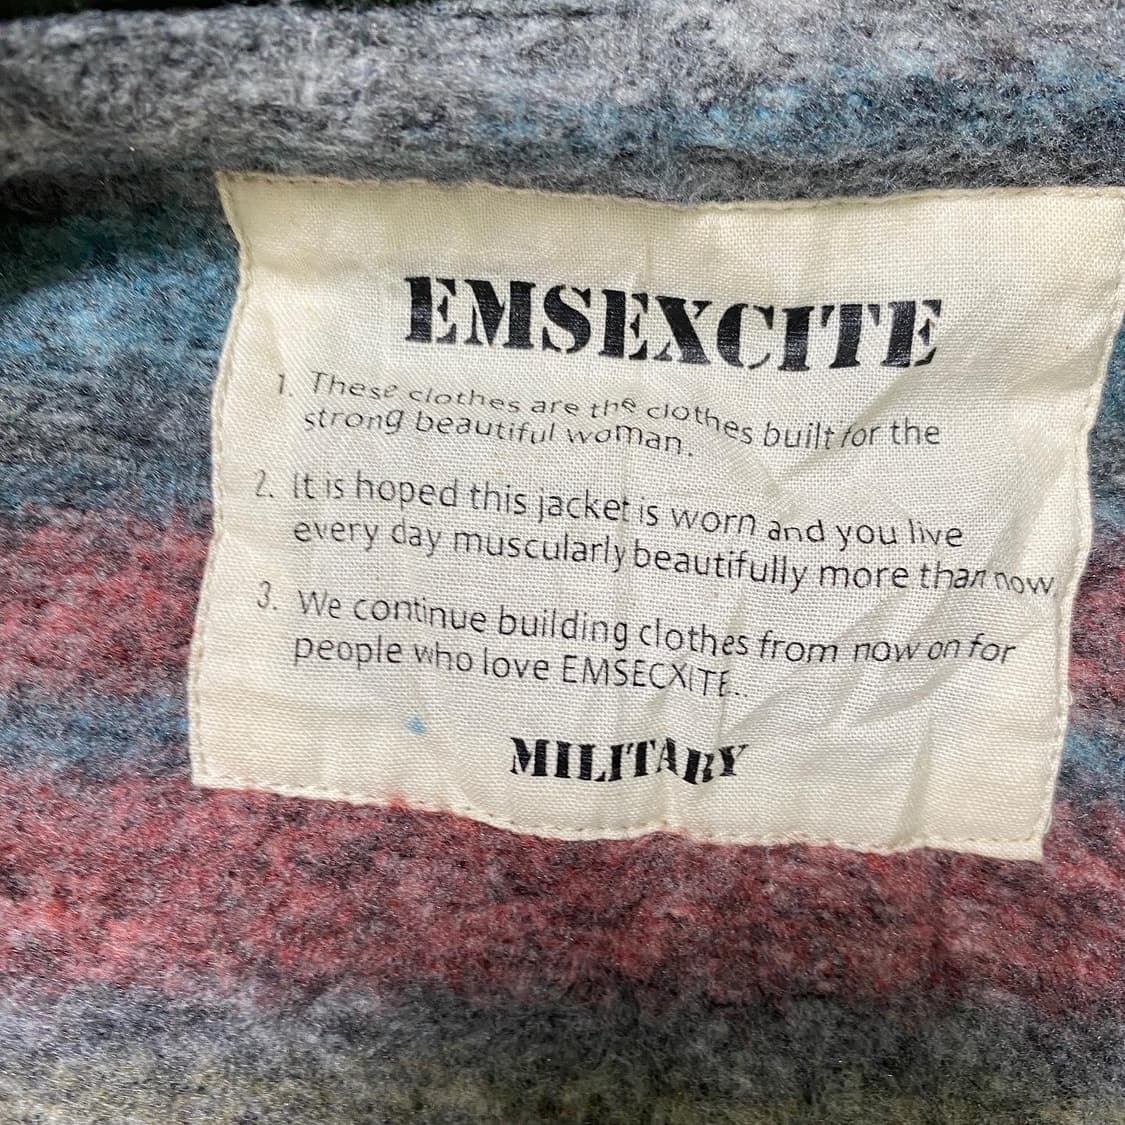 EMSEXCITE
1. These clothes are the clothes built for the
strong beautiful woman.
2. It is hoped this jacket is worn and you live
every day muscularly beautifully more than now.
3. We continue building clothes from now on for
people who love EMSECXITE..
MILITARY